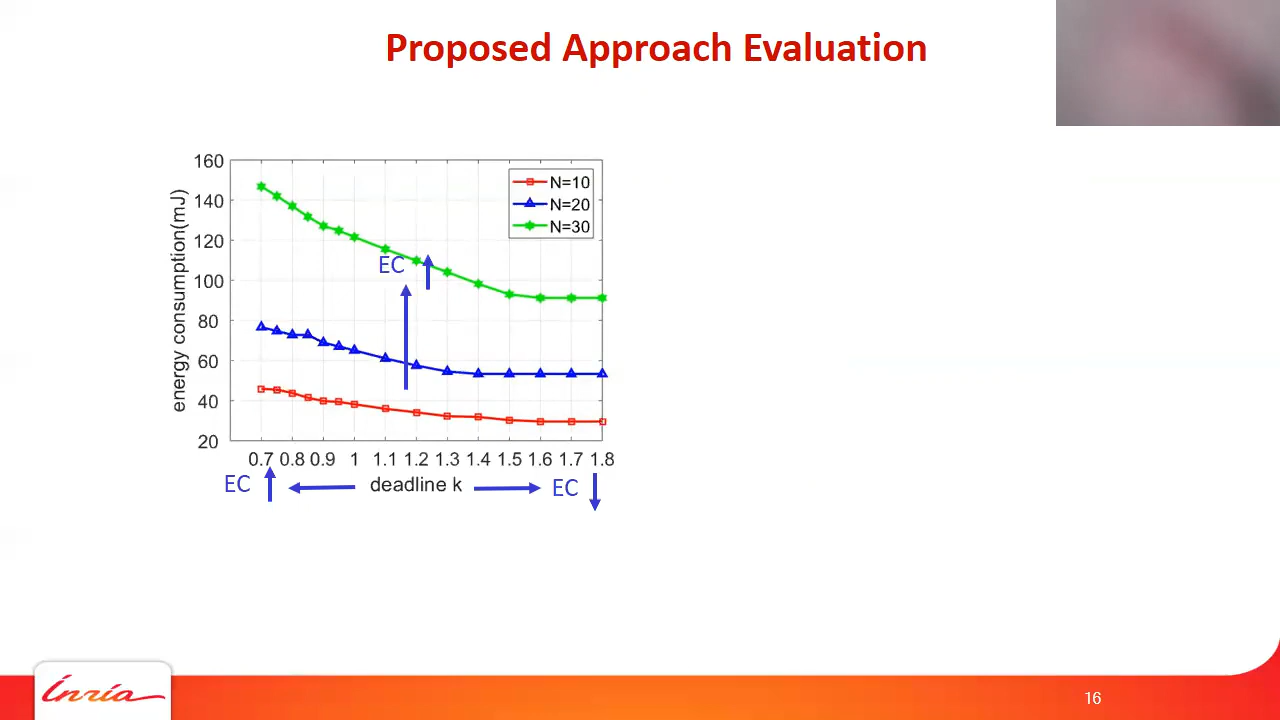 Proposed Approach Evaluation
160
140
120
100
80
60
40
20
energy consumption(mJ)
N=10
N=20
N=30
EC
0.7 0.8 0.9 1 1.1 1.2 1.3 1.4 1.5 1.6 1.7 1.8
EC
deadline k
EC
Inria
16